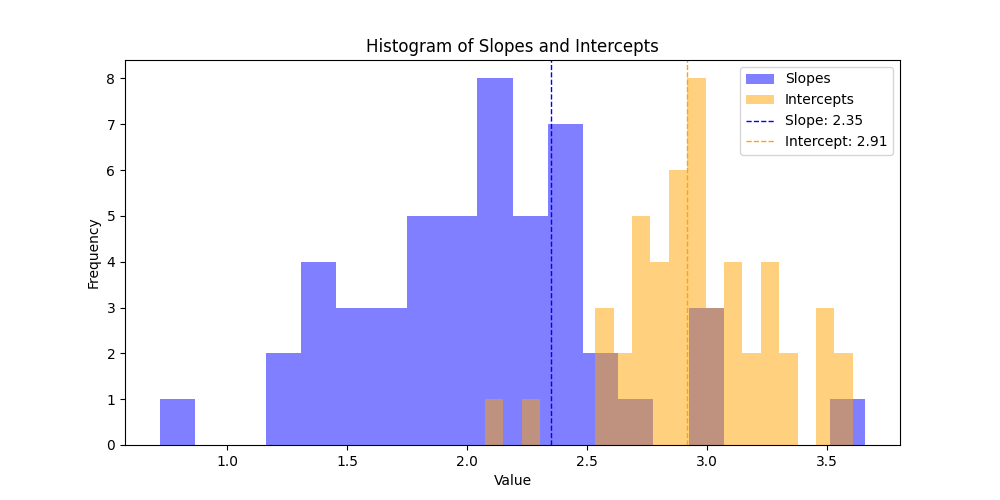 Histogram of Slopes and Intercepts
Slopes
Intercepts
Slope: 2.35
Intercept: 2.91
Frequency
8
7
6
5
4
3
2
1
0
1.0 1.5 2.0 2.5 3.0 3.5
Value